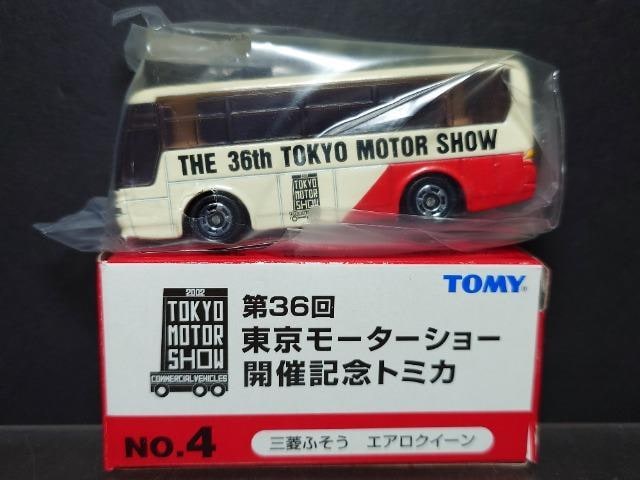 THE 36th TOKYO MOTOR SHOW
2002
TOKYO
MOTOR
SHOW
TOMY
2002
TOKYO
MOTOR
SHOW
COMMERCIAL VEHICLES
第36回
東京モーターショー
開催記念トミカ
NO.4
三菱ふそう エアロクイーン